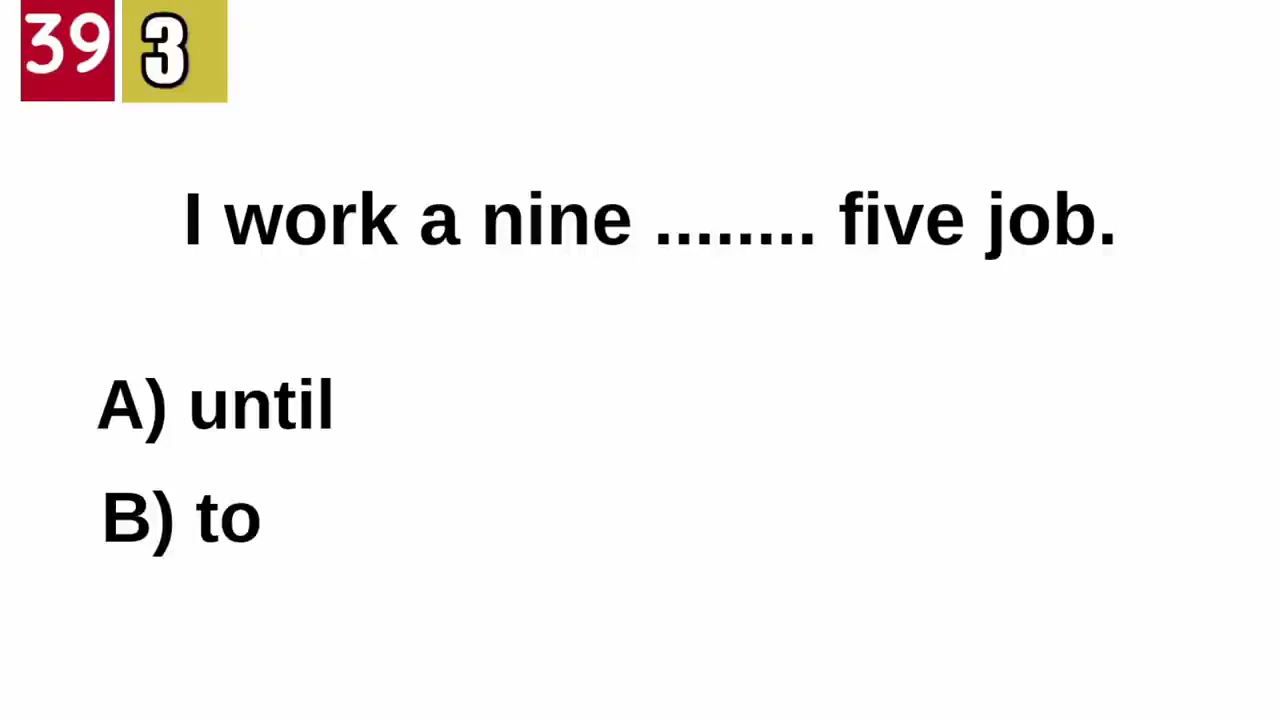 39 3
I work a nine ........ five job.
A) until
B) to